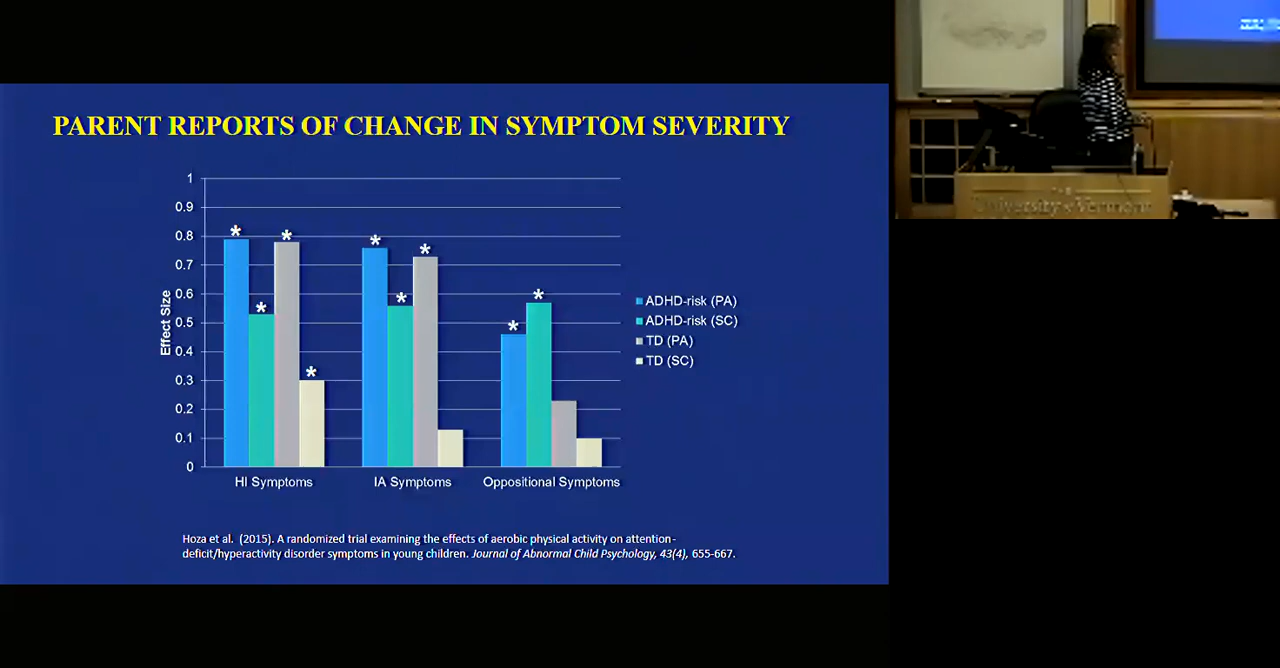 PARENT REPORTS OF CHANGE IN SYMPTOM SEVERITY
1
0.9
0.8
0.7
0.6
0.5
0.4
0.3
0.2
0.1
0
Effect Size
* * * *
* * *
* *
HI Symptoms IA Symptoms Oppositional Symptoms
ADHD-risk (PA)
ADHD-risk (SC)
TD (PA)
TD (SC)
Hoza et al. (2015). A randomized trial examining the effects of aerobic physical activity on attention-
deficit/hyperactivity disorder symptoms in young children. Journal of Abnormal Child Psychology, 43(4), 655-667.
University of Vermont